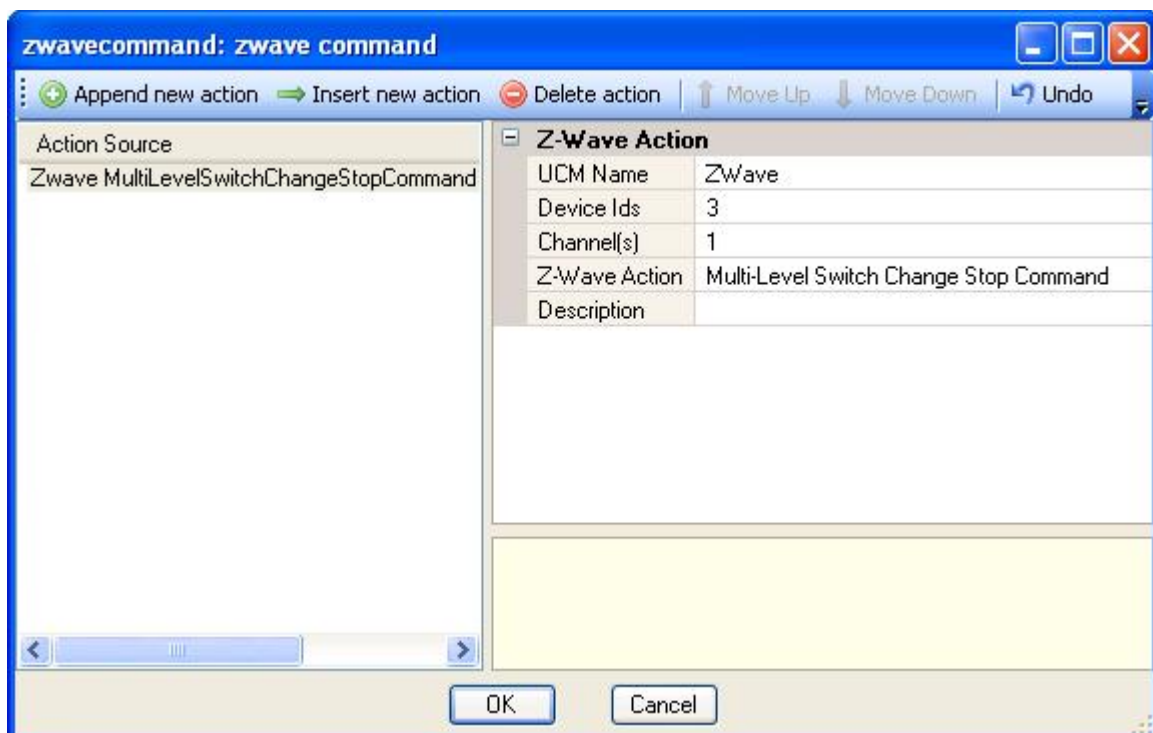 zwavecommand: zwave command
Append new action Insert new action Delete action Move Up Move Down Undo
Action Source
Zwave MultiLevelSwitchChangeStopCommand
Z-Wave Action
UCM Name ZWave
Device Ids 3
Channel(s) 1
Z-Wave Action Multi-Level Switch Change Stop Command
Description
OK Cancel